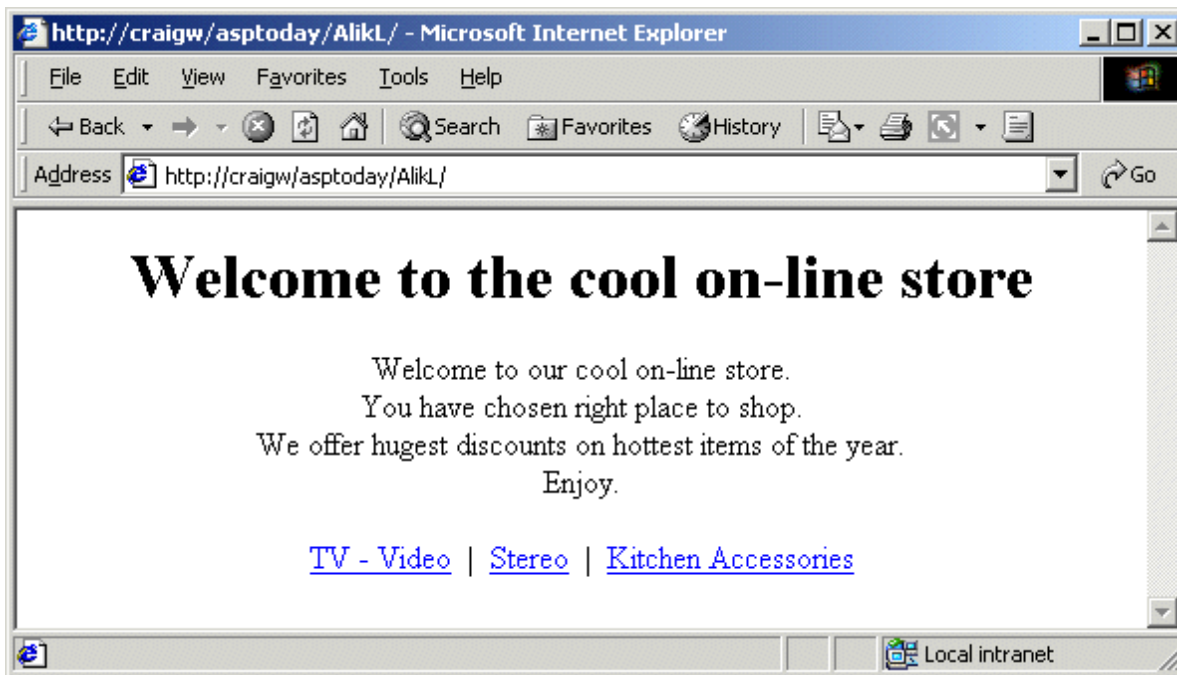 http://craigw/asptoday/AlikL/ - Microsoft Internet Explorer
File Edit View Favorites Tools Help
Back Search Favorites History
Address http://craigw/asptoday/AlikL/ Go
Welcome to the cool on-line store
Welcome to our cool on-line store.
You have chosen right place to shop.
We offer hugest discounts on hottest items of the year.
Enjoy.
TV - Video | Stereo | Kitchen Accessories
Local intranet